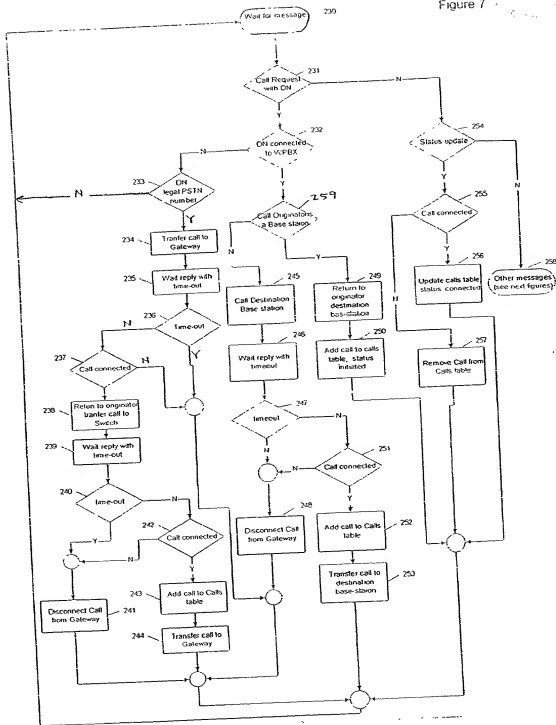 Figure 7
Wait for message
230
231
Call Request
with DN
N
Y
232
DN connected
to WPBX
N
Y
254
Status update
N
Y
233
DN
legal PSTN
number
N
Y
259
Call Originatons
a Base staion
N
Y
255
Call connected
N
Y
234
Tranfer call to
Gateway
235
Wait reply with
time-out
236
Time-out
N
Y
245
Call Destination
Base station
249
Return to
originator
destination
bas-station
256
Update calls table
status connected
258
Other messages
(see next figures)
246
Wait reply with
timeout
250
Add call to calls
table, status
initiated
257
Remove Call from
Calls table
237
Call connected
N
Y
238
Return to originator
tranfer call to
Switch
239
Wait reply with
time-out
247
timeout
N
N
251
Call connected
N
Y
240
time-out
N
Y
242
Call connected
N
Y
248
Disconnect Call
from Gateway
252
Add call to Calls
table
253
Transfer call to
destination
base-staion
241
Disconnect Call
from Gateway
243
Add call to Calls
table
244
Transfer call to
Gateway